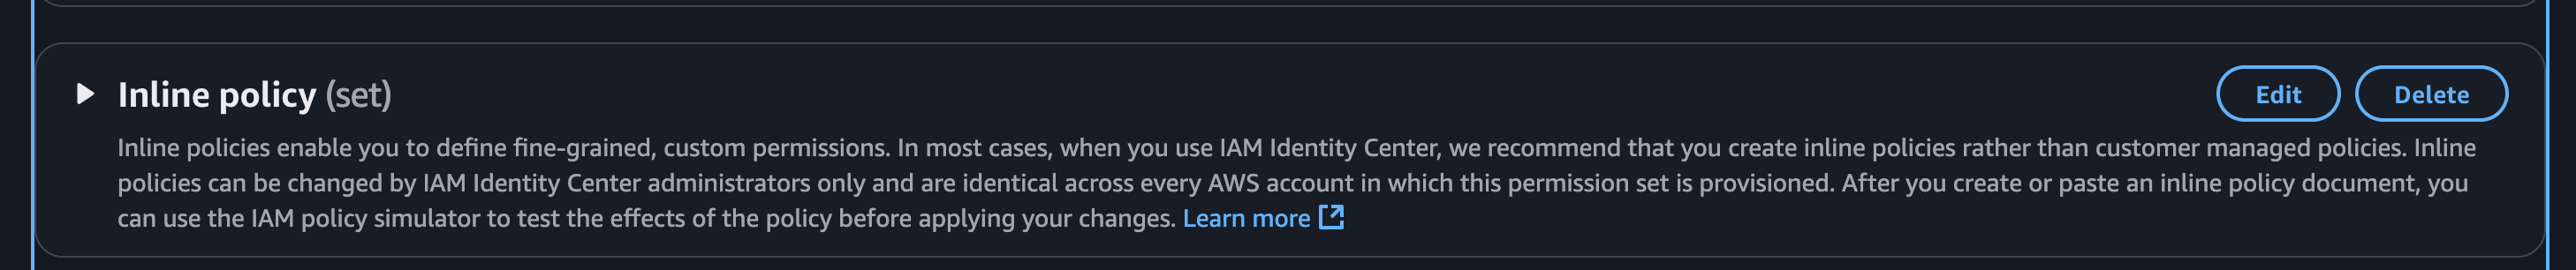 Inline policy (set)
Edit
Delete
Inline policies enable you to define fine-grained, custom permissions. In most cases, when you use IAM Identity Center, we recommend that you create inline policies rather than customer managed policies. Inline
policies can be changed by IAM Identity Center administrators only and are identical across every AWS account in which this permission set is provisioned. After you create or paste an inline policy document, you
can use the IAM policy simulator to test the effects of the policy before applying your changes. Learn more